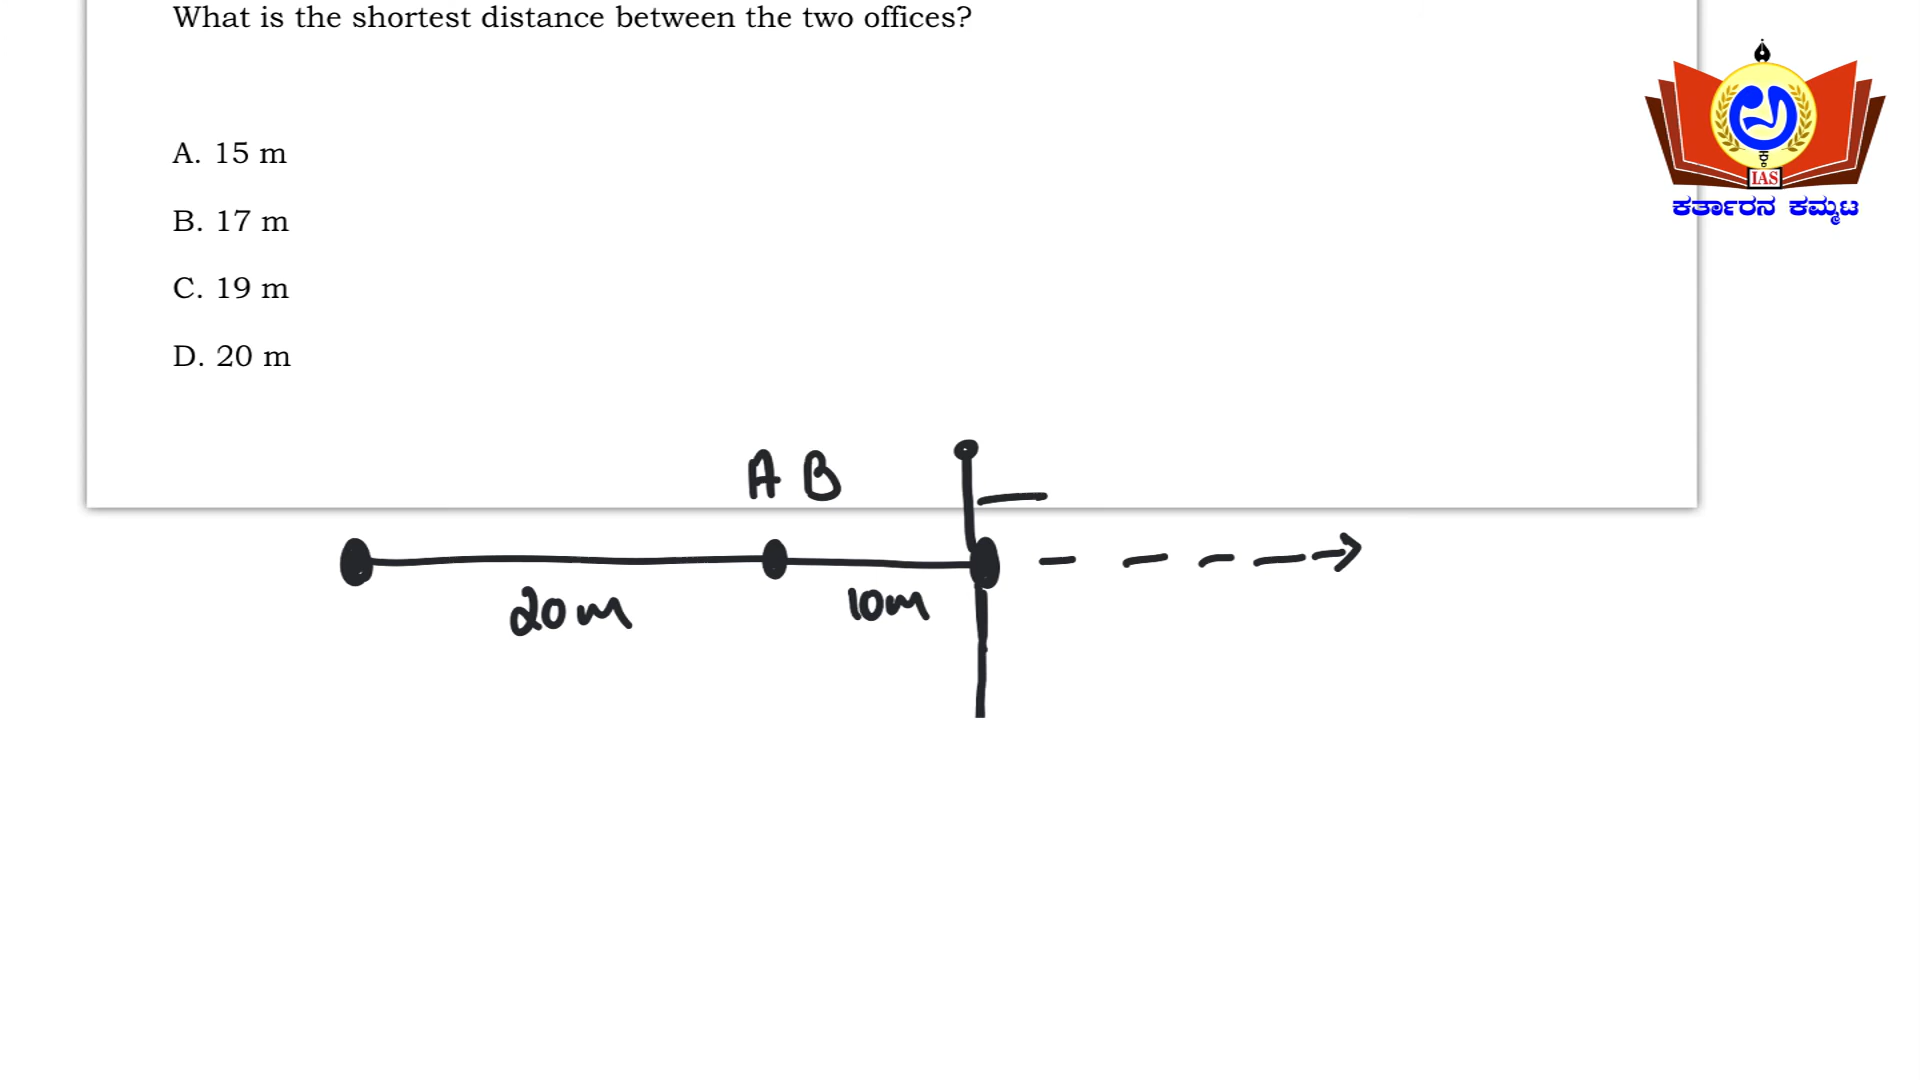 What is the shortest distance between the two offices?
A. 15 m
B. 17 m
C. 19 m
D. 20 m
IAS
ಕರ್ತಾರನ ಕಮ್ಮಟ
A B
20m
10m